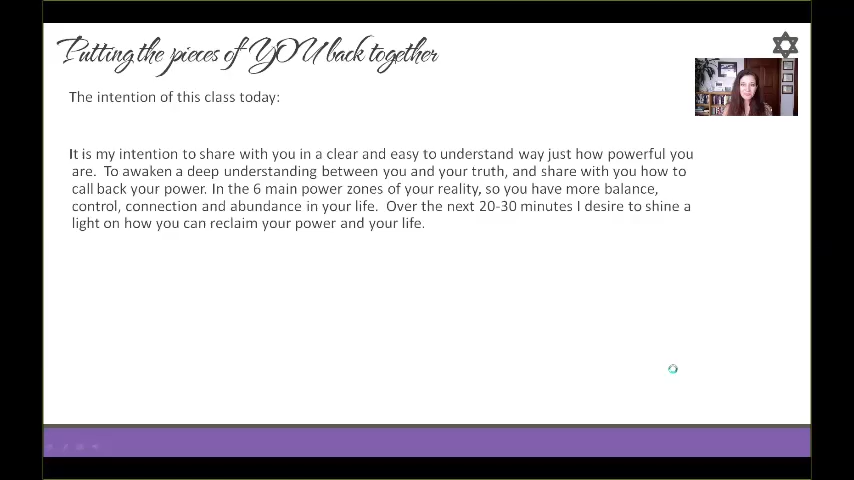 Putting the pieces of YOU back together
The intention of this class today:
It is my intention to share with you in a clear and easy to understand way just how powerful you
are. To awaken a deep understanding between you and your truth, and share with you how to
call back your power. In the 6 main power zones of your reality, so you have more balance,
control, connection and abundance in your life. Over the next 20-30 minutes I desire to shine a
light on how you can reclaim your power and your life.